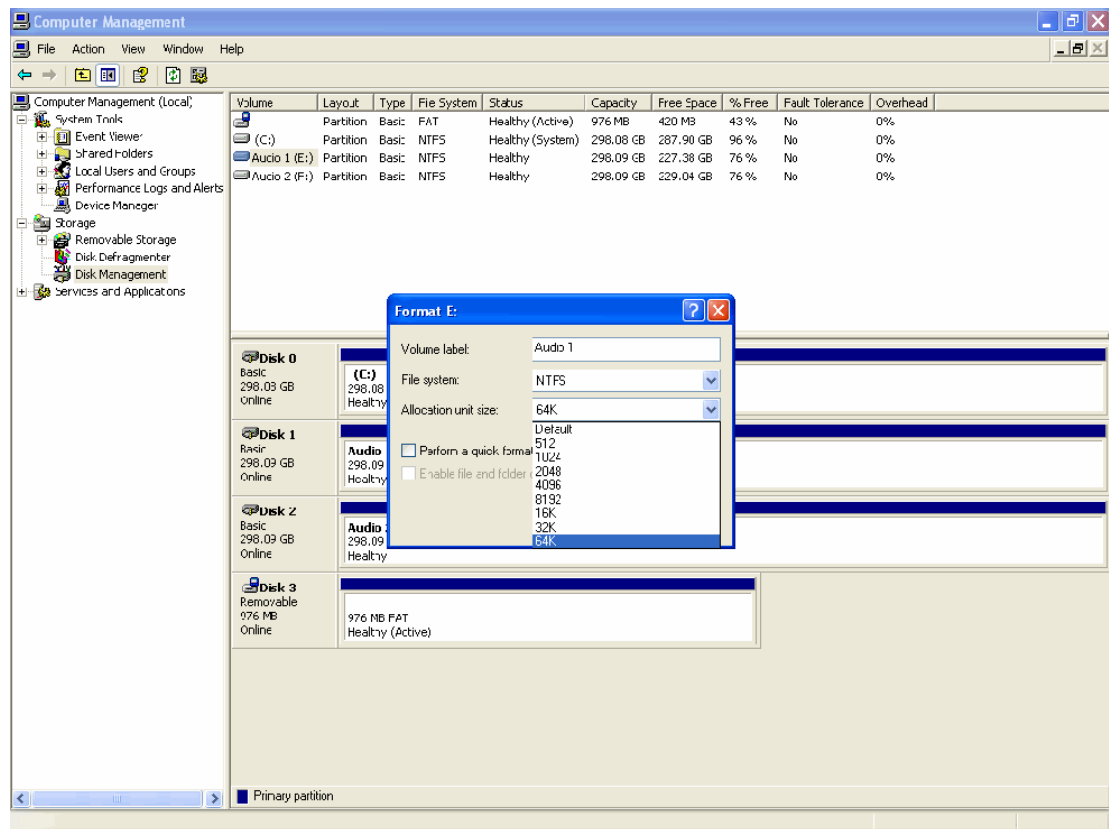 Computer Management
File Action View Window Help
Computer Management (Local)
System Tools
Event Viewer
Shared Folders
Local Users and Groups
Performance Logs and Alerts
Device Manager
Storage
Removable Storage
Disk Defragmenter
Disk Management
Services and Applications
Volume Layout Type File System Status Capacity Free Space % Free Fault Tolerance Overhead
Partition Basic FAT Healthy (Active) 976 MB 420 MB 43 % No 0%
(C:) Partition Basic NTFS Healthy (System) 298.08 GB 287.90 GB 96 % No 0%
Audio 1 (E:) Partition Basic NTFS Healthy 298.09 GB 227.38 GB 76 % No 0%
Audio 2 (F:) Partition Basic NTFS Healthy 298.09 GB 229.04 GB 76 % No 0%
Format E:
Volume label: Audio 1
File system: NTFS
Allocation unit size: 64K
Default
512
1024
2048
4096
8192
16K
32K
64K
Perform a quick format
Enable file and folder
Disk 0
Basic
298.09 GB
Online
(C:)
298.08
Healthy
Disk 1
Basic
298.09 GB
Online
Audio
298.09
Healthy
Disk 2
Basic
298.09 GB
Online
Audio
298.09
Healthy
Disk 3
Removable
976 MB
Online
976 MB FAT
Healthy (Active)
Primary partition